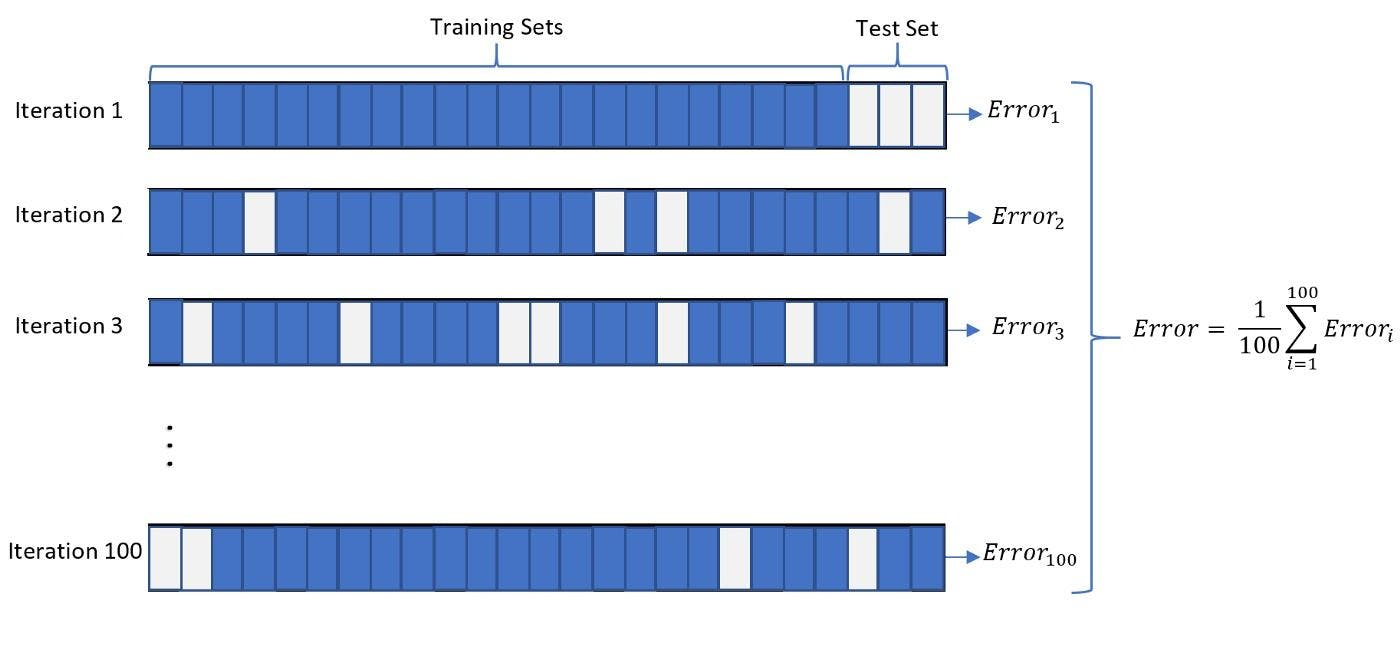 Training Sets
Test Set
Iteration 1
Error₁
Iteration 2
Error₂
Iteration 3
Error₃
⋮
Iteration 100
Error₁₀₀
Error = 1/100 ∑_{i=1}^{100} Errorᵢ